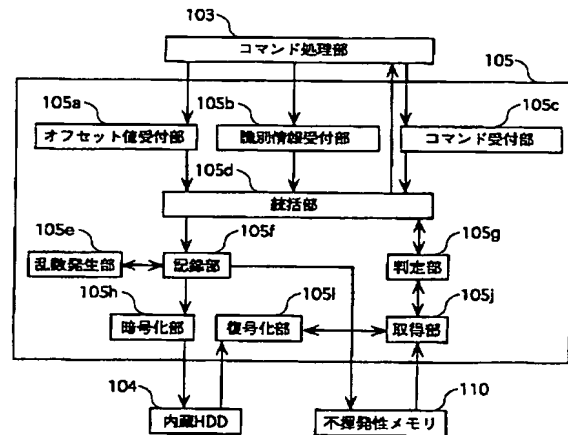 103
コマンド処理部
105
105a
105b
105c
オフセット値受付部
識別情報受付部
コマンド受付部
105d
統括部
105e
105f
105g
乱数発生部
記録部
判定部
105h
105i
105j
暗号化部
復号化部
取得部
104
110
内蔵HDD
不揮発性メモリ